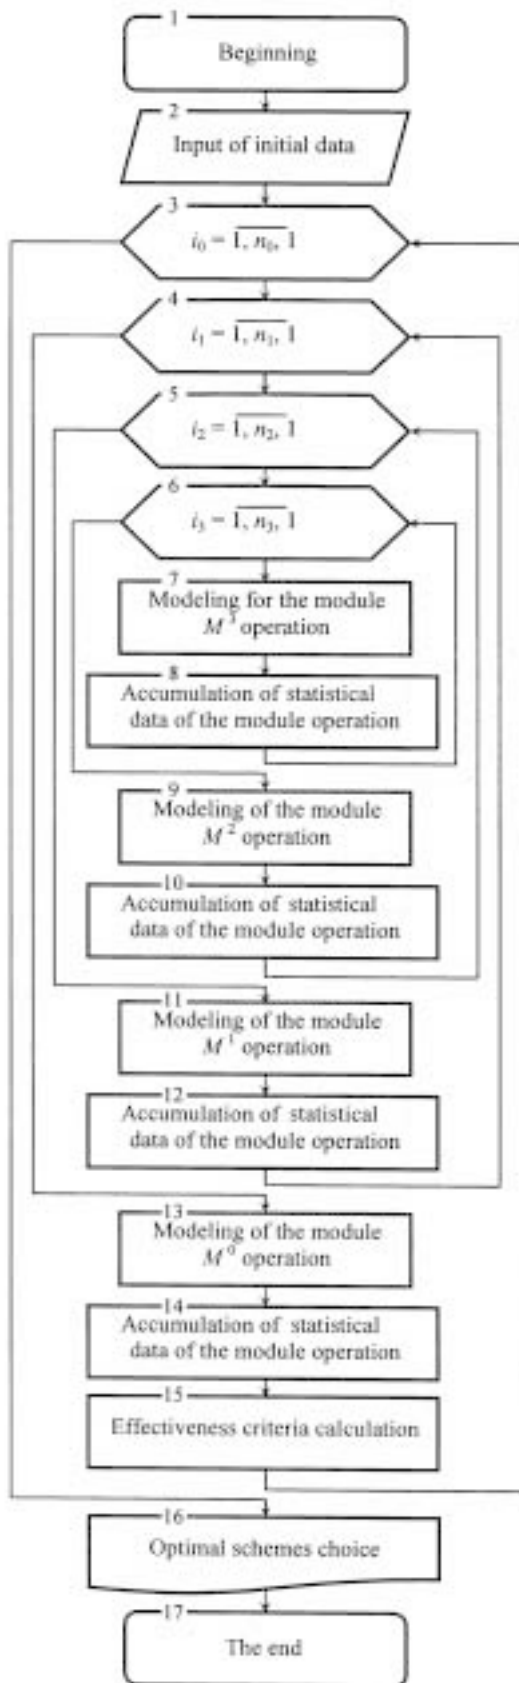 1
Beginning
2
Input of initial data
3
i₀ = 1, n₀, 1
4
i₁ = 1, n₁, 1
5
i₂ = 1, n₂, 1
6
i₃ = 1, n₃, 1
7
Modeling for the module
M³ operation
8
Accumulation of statistical
data of the module operation
9
Modeling of the module
M² operation
10
Accumulation of statistical
data of the module operation
11
Modeling of the module
M¹ operation
12
Accumulation of statistical
data of the module operation
13
Modeling of the module
M⁰ operation
14
Accumulation of statistical
data of the module operation
15
Effectiveness criteria calculation
16
Optimal schemes choice
17
The end